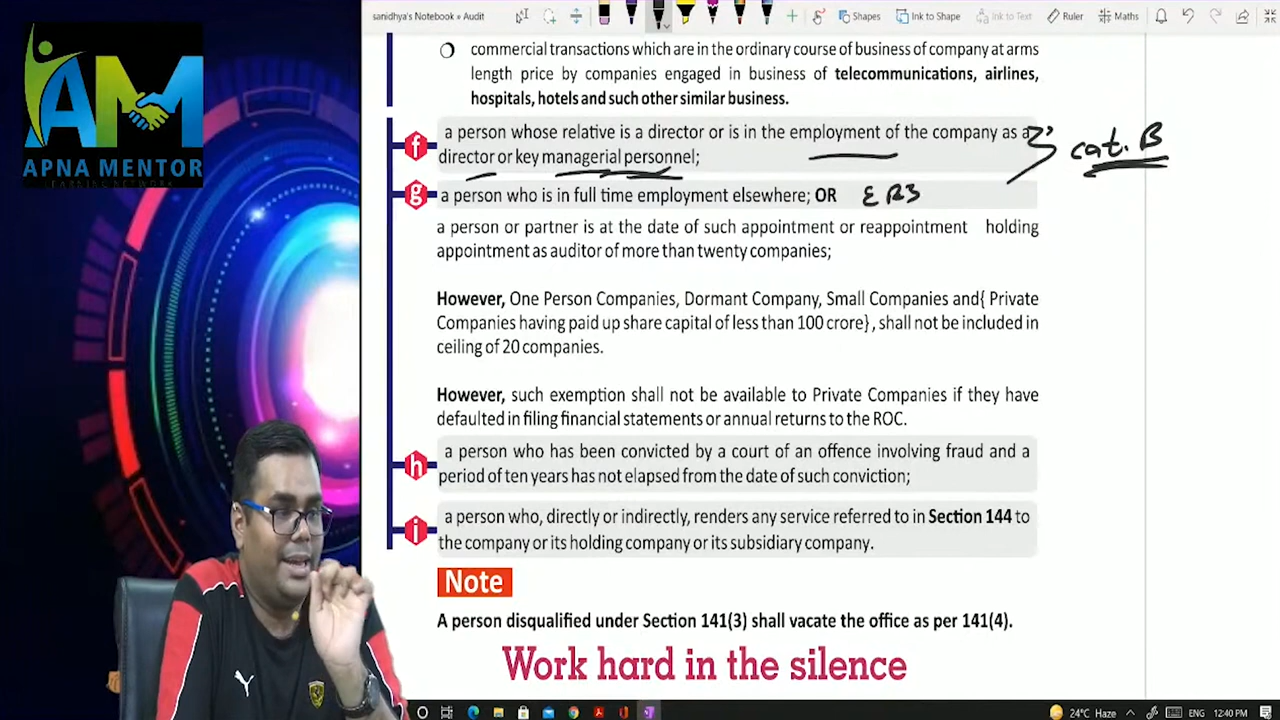 sanidhya's Notebook » Audit
Shapes
Ink to Shape
Ink to Text
Ruler
Maths
AM
APNA MENTOR
LEARNING NETWORK
commercial transactions which are in the ordinary course of business of company at arms
length price by companies engaged in business of telecommunications, airlines,
hospitals, hotels and such other similar business.
f a person whose relative is a director or is in the employment of the company as a
director or key managerial personnel;
cat. B
g a person who is in full time employment elsewhere; OR
a person or partner is at the date of such appointment or reappointment holding
appointment as auditor of more than twenty companies;
However, One Person Companies, Dormant Company, Small Companies and{ Private
Companies having paid up share capital of less than 100 crore} , shall not be included in
ceiling of 20 companies.
However, such exemption shall not be available to Private Companies if they have
defaulted in filing financial statements or annual returns to the ROC.
h a person who has been convicted by a court of an offence involving fraud and a
period of ten years has not elapsed from the date of such conviction;
i a person who, directly or indirectly, renders any service referred to in Section 144 to
the company or its holding company or its subsidiary company.
Note
A person disqualified under Section 141(3) shall vacate the office as per 141(4).
Work hard in the silence
24°C Haze
ENG
12:40 PM